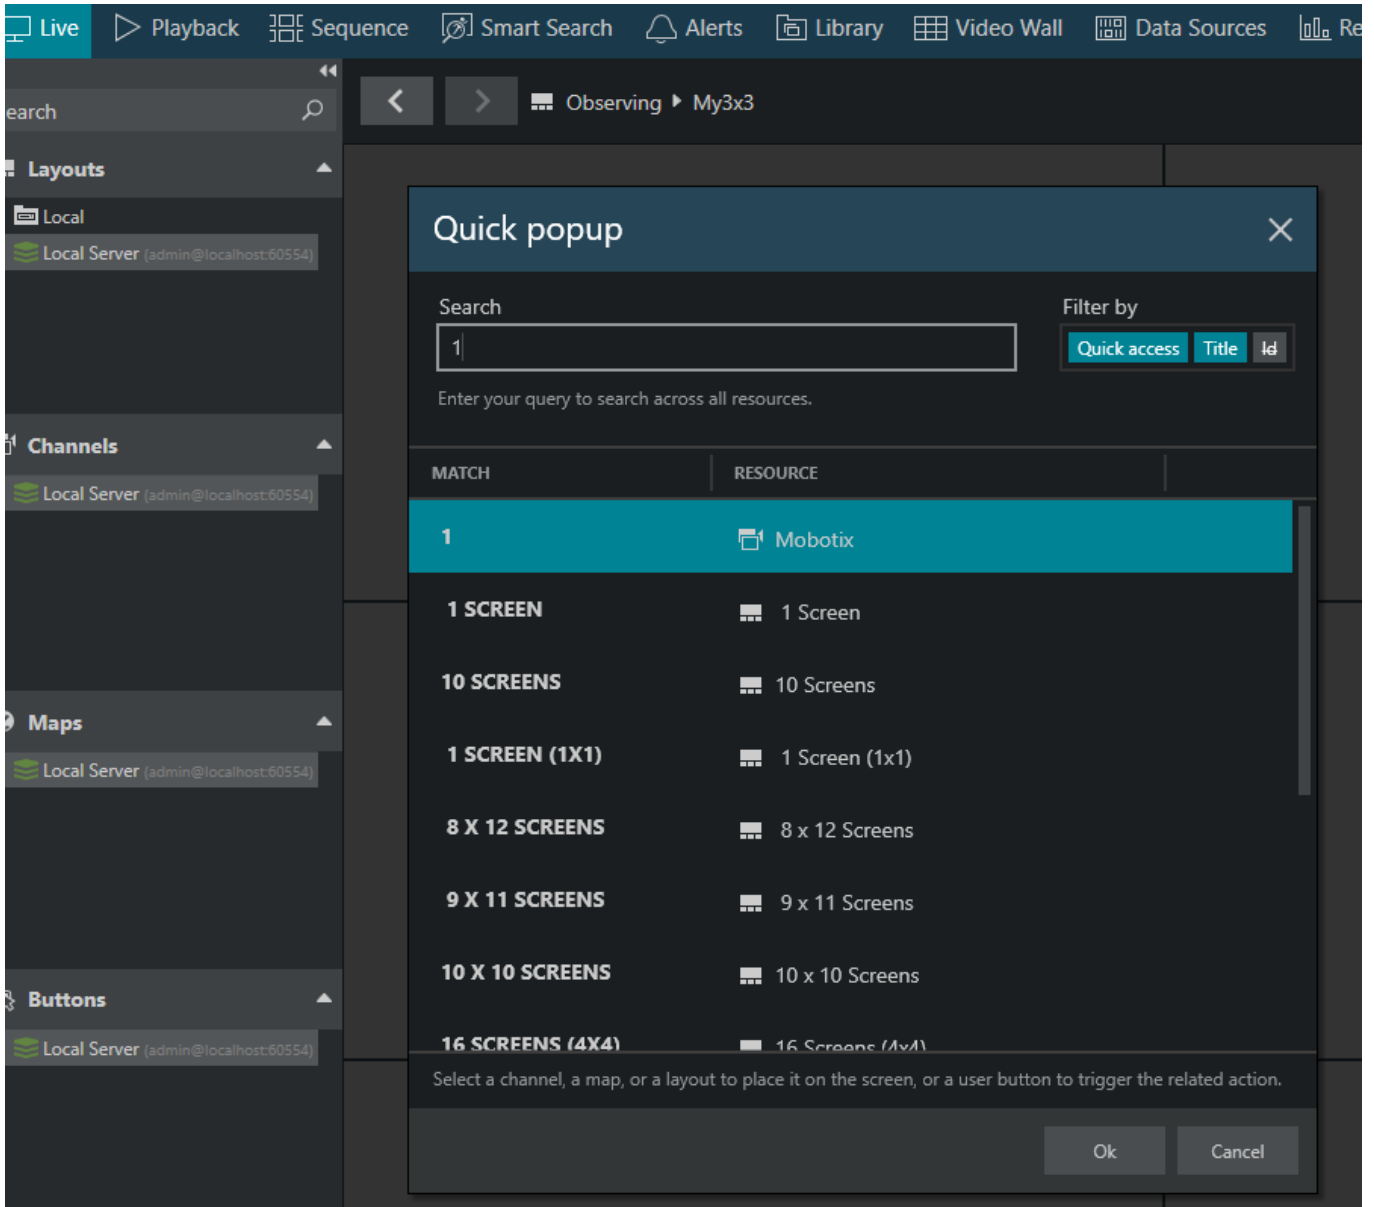 Live Playback Sequence Smart Search Alerts Library Video Wall Data Sources Re
earch
Observing My3x3
Layouts
Local
Local Server (admin@localhost:60554)
Channels
Local Server (admin@localhost:60554)
Maps
Local Server (admin@localhost:60554)
Buttons
Local Server (admin@localhost:60554)
Quick popup
Search
Filter by
1
Quick access Title Id
Enter your query to search across all resources.
MATCH RESOURCE
1 Mobotix
1 SCREEN 1 Screen
10 SCREENS 10 Screens
1 SCREEN (1X1) 1 Screen (1x1)
8 X 12 SCREENS 8 x 12 Screens
9 X 11 SCREENS 9 x 11 Screens
10 X 10 SCREENS 10 x 10 Screens
16 SCREENS (4X4) 16 Screens (4x4)
Select a channel, a map, or a layout to place it on the screen, or a user button to trigger the related action.
Ok Cancel